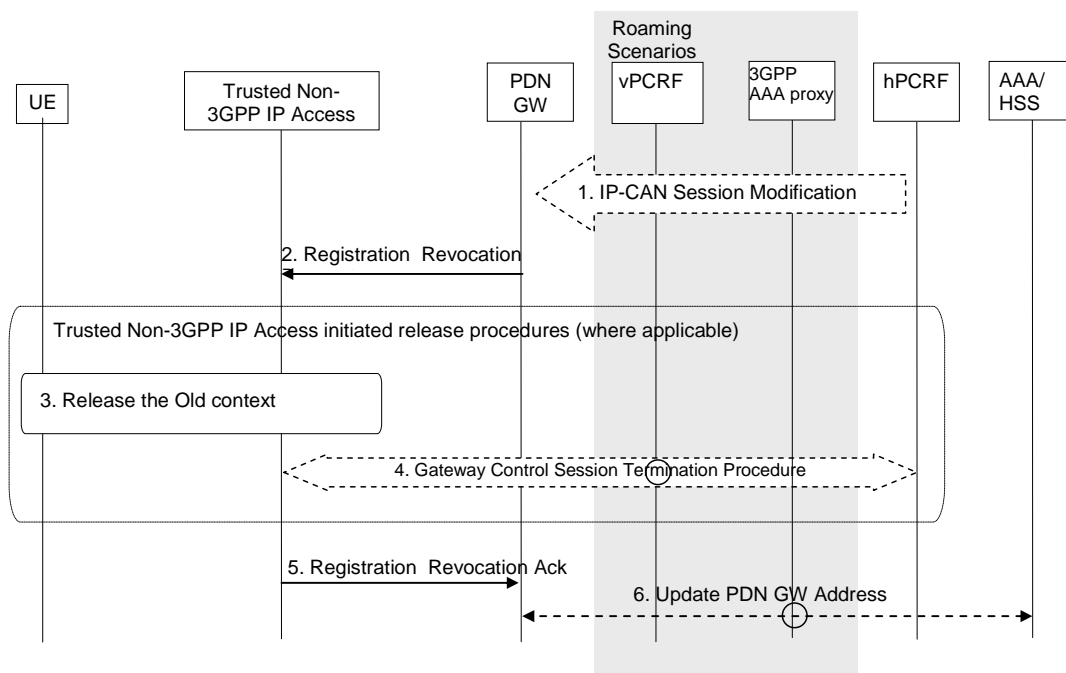 Roaming
Scenarios
UE
Trusted Non-
3GPP IP Access
PDN
GW
vPCRF
3GPP
AAA proxy
hPCRF
AAA/
HSS
1. IP-CAN Session Modification
2. Registration Revocation
Trusted Non-3GPP IP Access initiated release procedures (where applicable)
3. Release the Old context
4. Gateway Control Session Termination Procedure
5. Registration Revocation Ack
6. Update PDN GW Address